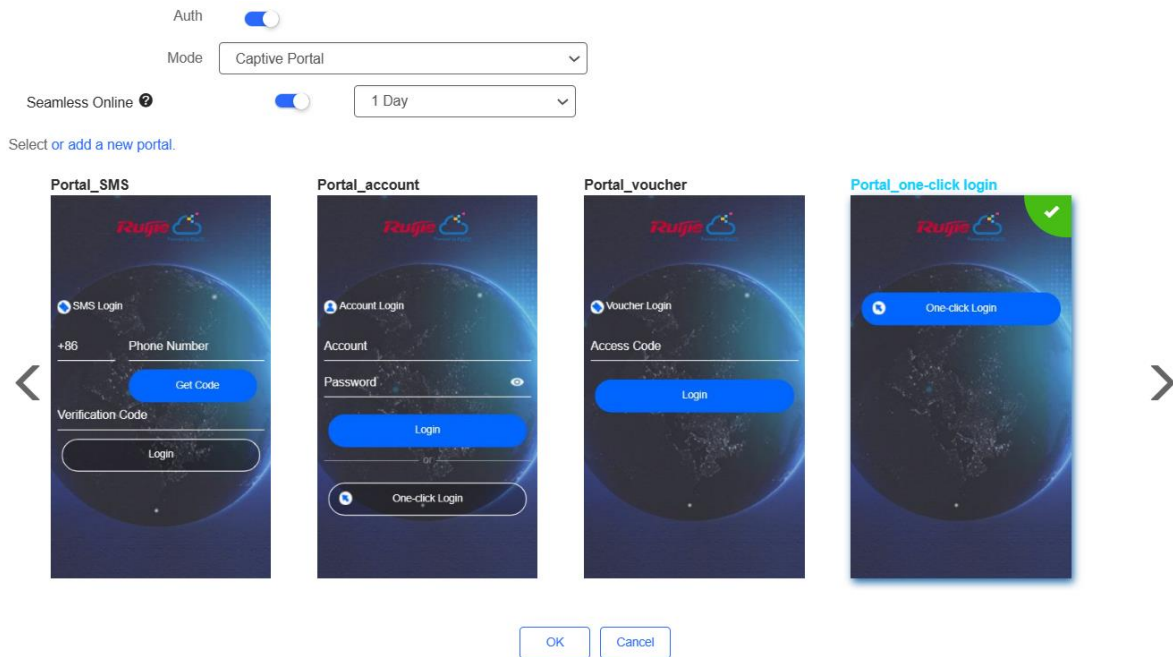 Auth
Mode Captive Portal
Seamless Online ? 1 Day
Select or add a new portal.
Portal_SMS
Ruijie
SMS Login
+86 Phone Number
Get Code
Verification Code
Login
Portal_account
Ruijie
Account Login
Account
Password
Login
or
One-click Login
Portal_voucher
Ruijie
Voucher Login
Access Code
Login
Portal_one-click login
Ruijie
One-click Login
OK Cancel